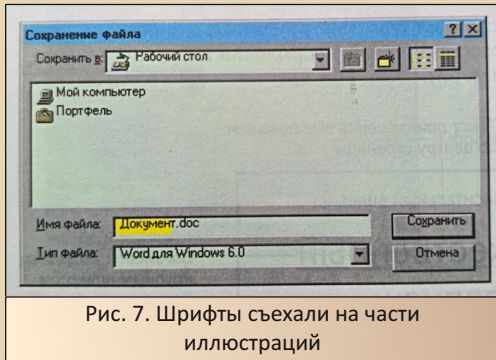 Сохранение файла
Сохранить в: Рабочий стол
Мой компьютер
Портфель
Имя файла: Документ.doc Сохранить
Тип файла: Word для Windows 6.0 Отмена
Рис. 7. Шрифты съехали на части
иллюстраций